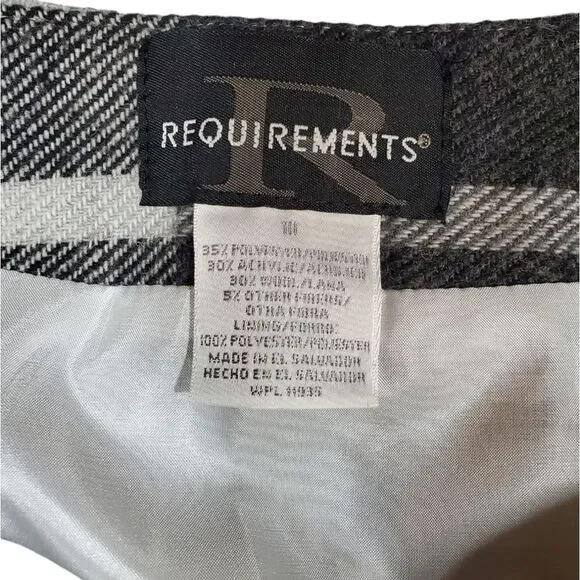 R
REQUIREMENTS®
35% POLYESTER/POLIESTER
30% ACRYLIC/ACRILICO
30% WOOL/LANA
5% OTHER FIBERS/
OTRA FIBRA
LINING/FORRO:
100% POLYESTER/POLIESTER
MADE IN EL SALVADOR
HECHO EN EL SALVADOR
WPL 11935